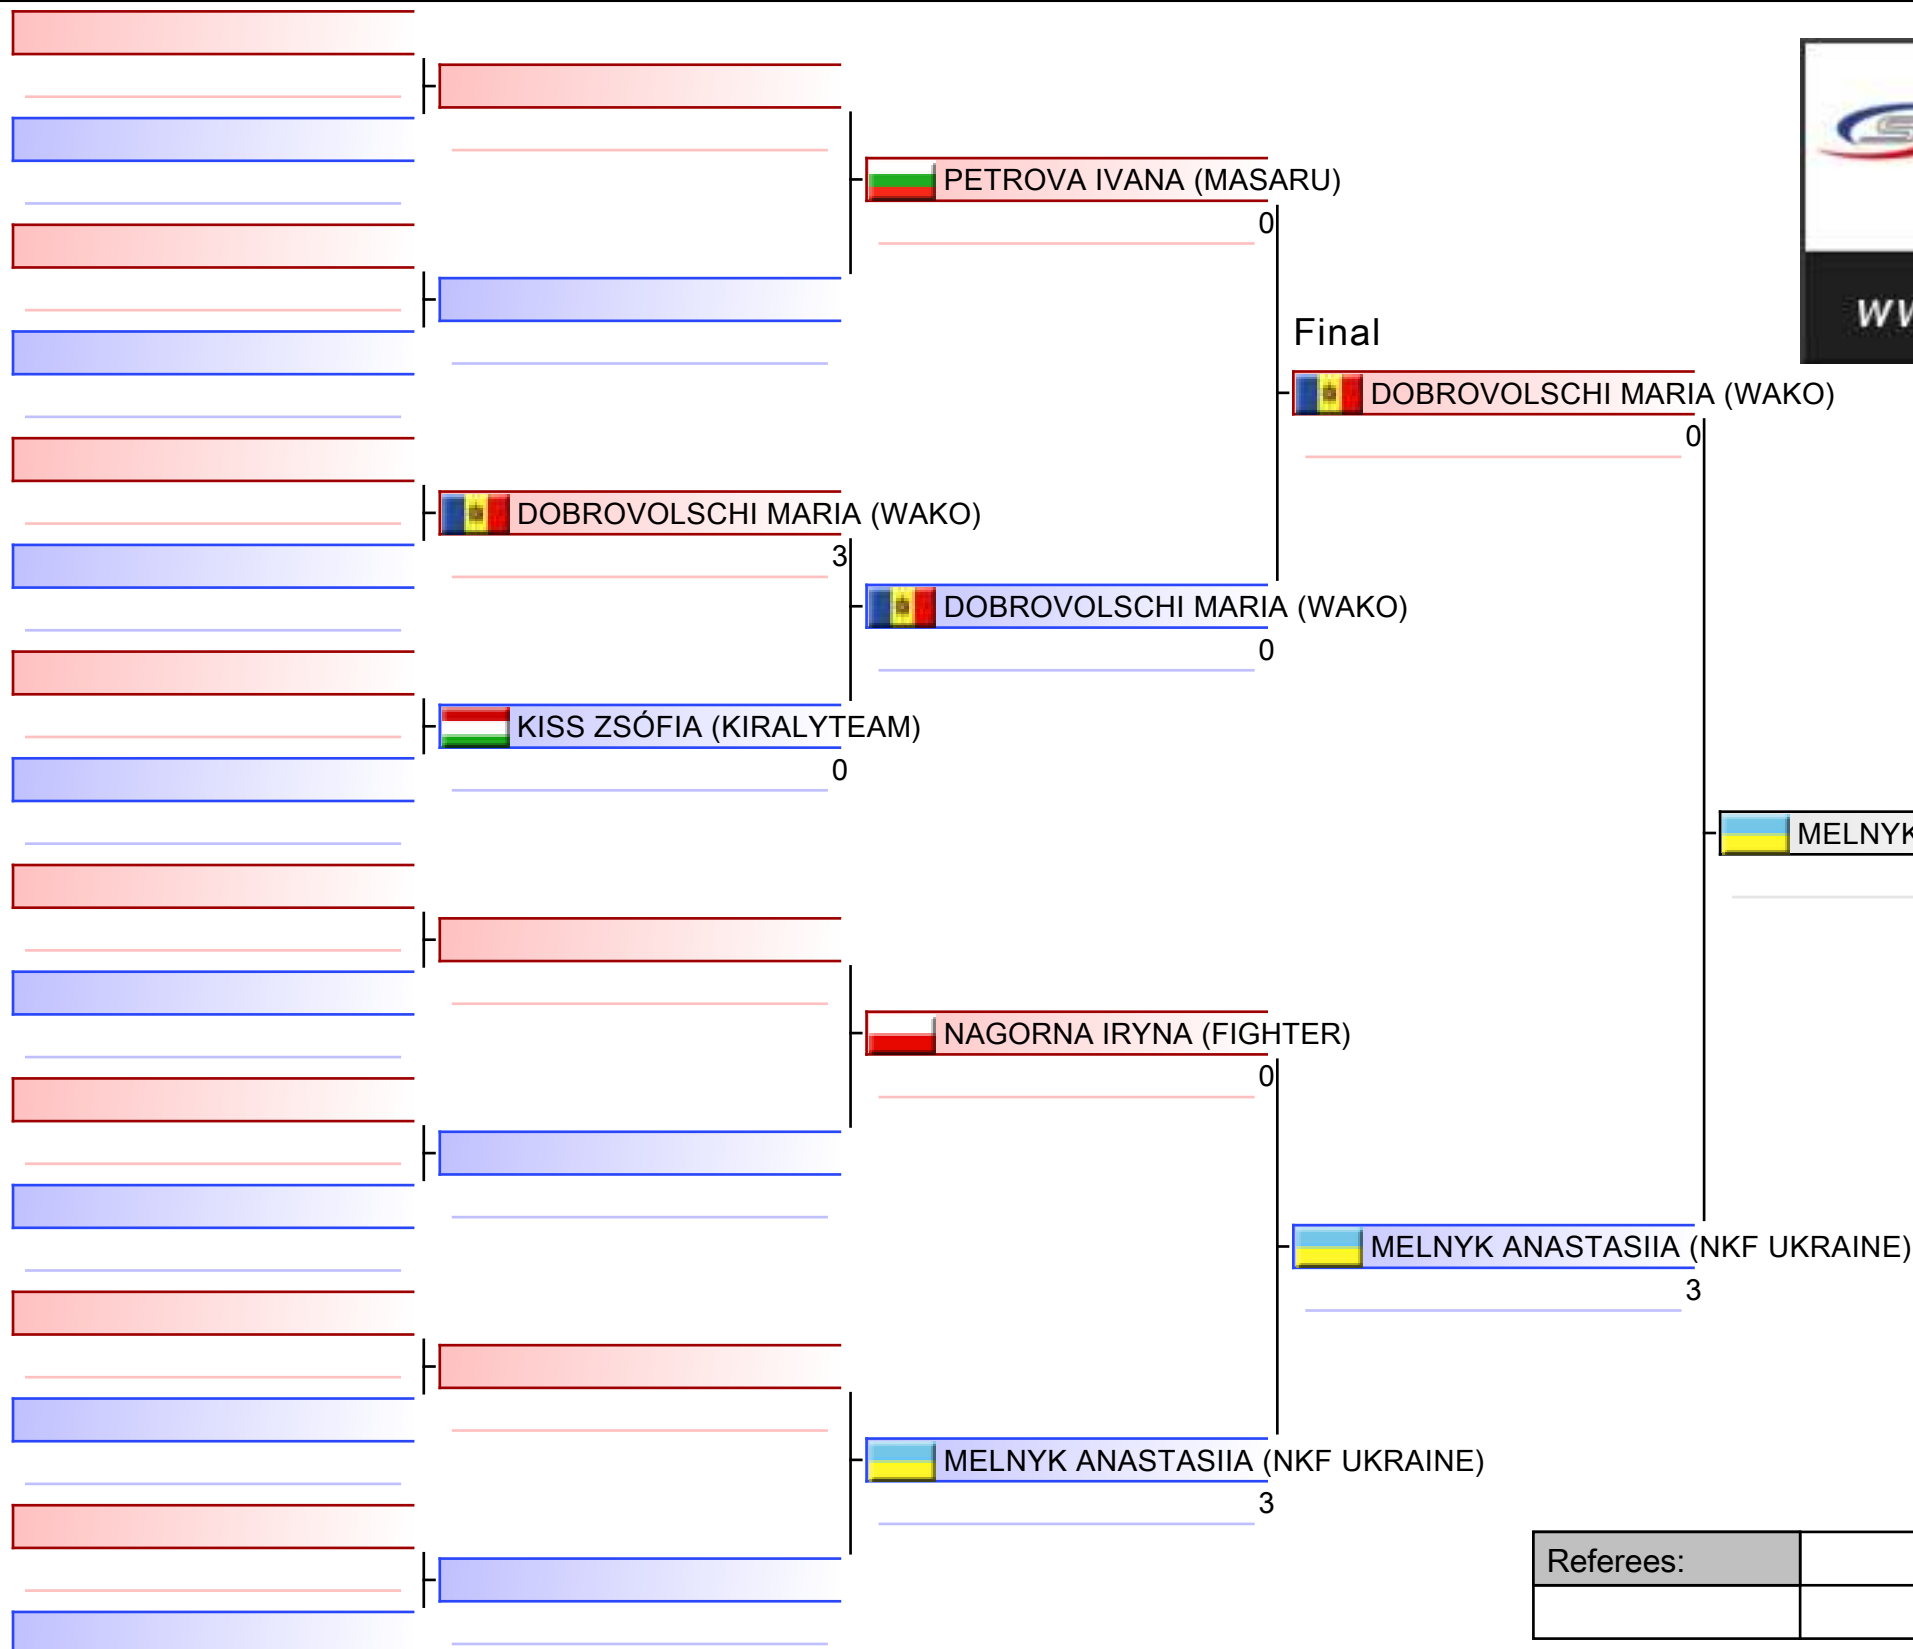 PETROVA IVANA (MASARU)
0
Final
DOBROVOLSCHI MARIA (WAKO)
0
DOBROVOLSCHI MARIA (WAKO)
3
DOBROVOLSCHI MARIA (WAKO)
0
KISS ZSÓFIA (KIRALYTEAM)
0
MELNYK
NAGORNA IRYNA (FIGHTER)
0
MELNYK ANASTASIIA (NKF UKRAINE)
3
MELNYK ANASTASIIA (NKF UKRAINE)
3
Referees: